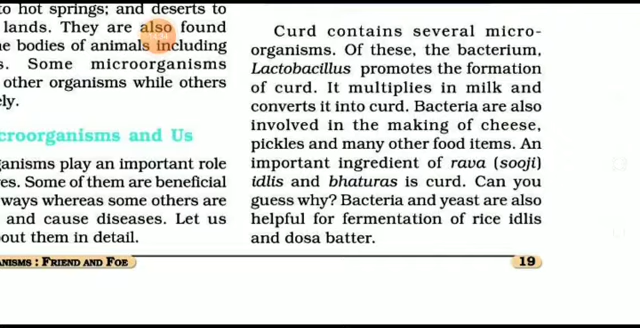 to hot springs; and deserts to
lands. They are also found
bodies of animals including
Some microorganisms
other organisms while others
and Us
play an important role
Some of them are beneficial
ways whereas some others are
and cause diseases. Let us
them in detail.
Curd contains several micro-
organisms. Of these, the bacterium,
Lactobacillus promotes the formation
of curd. It multiplies in milk and
converts it into curd. Bacteria are also
involved in the making of cheese,
pickles and many other food items. An
important ingredient of rava (sooji)
idlis and bhaturas is curd. Can you
guess why? Bacteria and yeast are also
helpful for fermentation of rice idlis
and dosa batter.
: FRIEND AND FOE
19